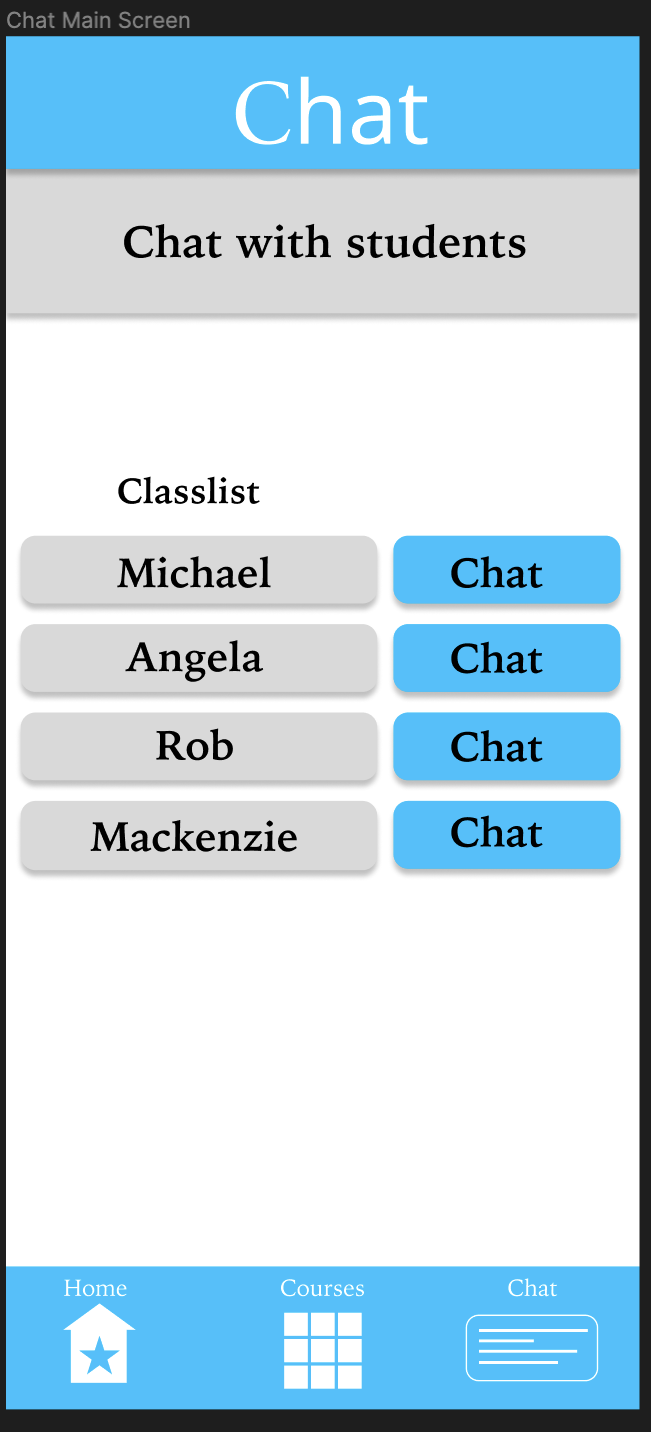 Chat Main Screen
Chat
Chat with students
Classlist
Michael Chat
Angela Chat
Rob Chat
Mackenzie Chat
Home Courses Chat